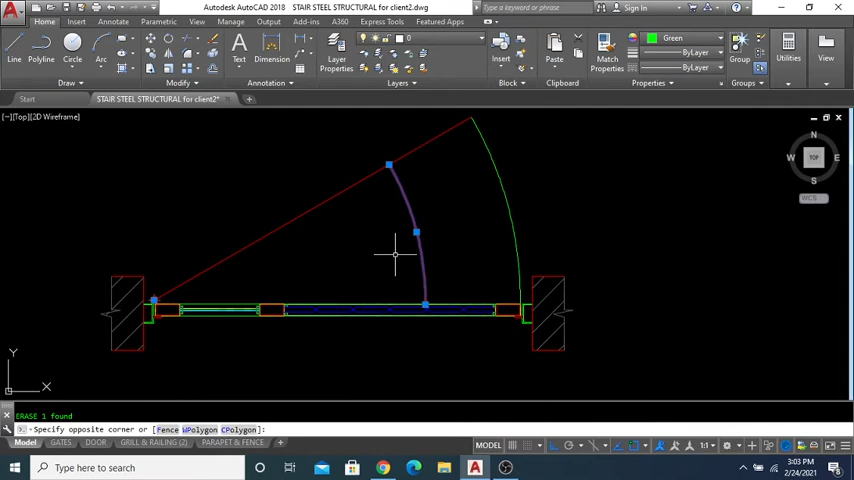 Autodesk AutoCAD 2018 STAIR STEEL STRUCTURAL for client2.dwg
Type a keyword or phrase
Sign In
Home Insert Annotate Parametric View Manage Output Add-ins A360 Express Tools Featured Apps
Line Polyline Circle Arc
Text Dimension
Layer Properties
0
Insert
Paste
Match Properties
Green
ByLayer
ByLayer
Group
Utilities
View
Draw Modify Annotation Layers Block Clipboard Properties Groups
Start STAIR STEEL STRUCTURAL for client2*
[−][Top][2D Wireframe]
N
W TOP E
S
WCS
Y
X
ERASE 1 found
Specify opposite corner or [Fence WPolygon CPolygon]:
Model GATES DOOR GRILL & RAILING (2) PARAPET & FENCE
MODEL 1:1
Type here to search
3:03 PM
2/24/2021
8